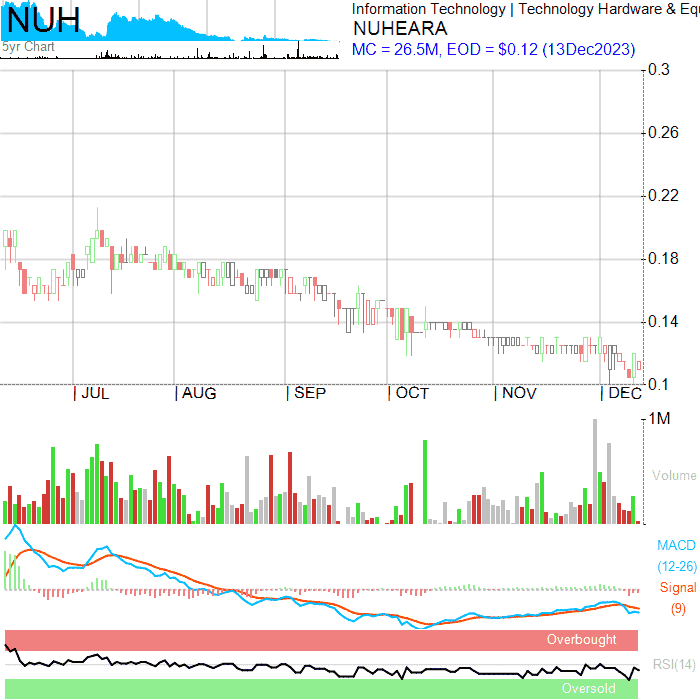 NUH
5yr Chart
Information Technology | Technology Hardware & Equ
NUHEARA
MC = 26.5M, EOD = $0.12 (13Dec2023)
0.3
0.26
0.22
0.18
0.14
0.1
| JUL | AUG | SEP | OCT | NOV | DEC
1M
Volume
MACD
(12-26)
Signal
(9)
Overbought
RSI(14)
Oversold